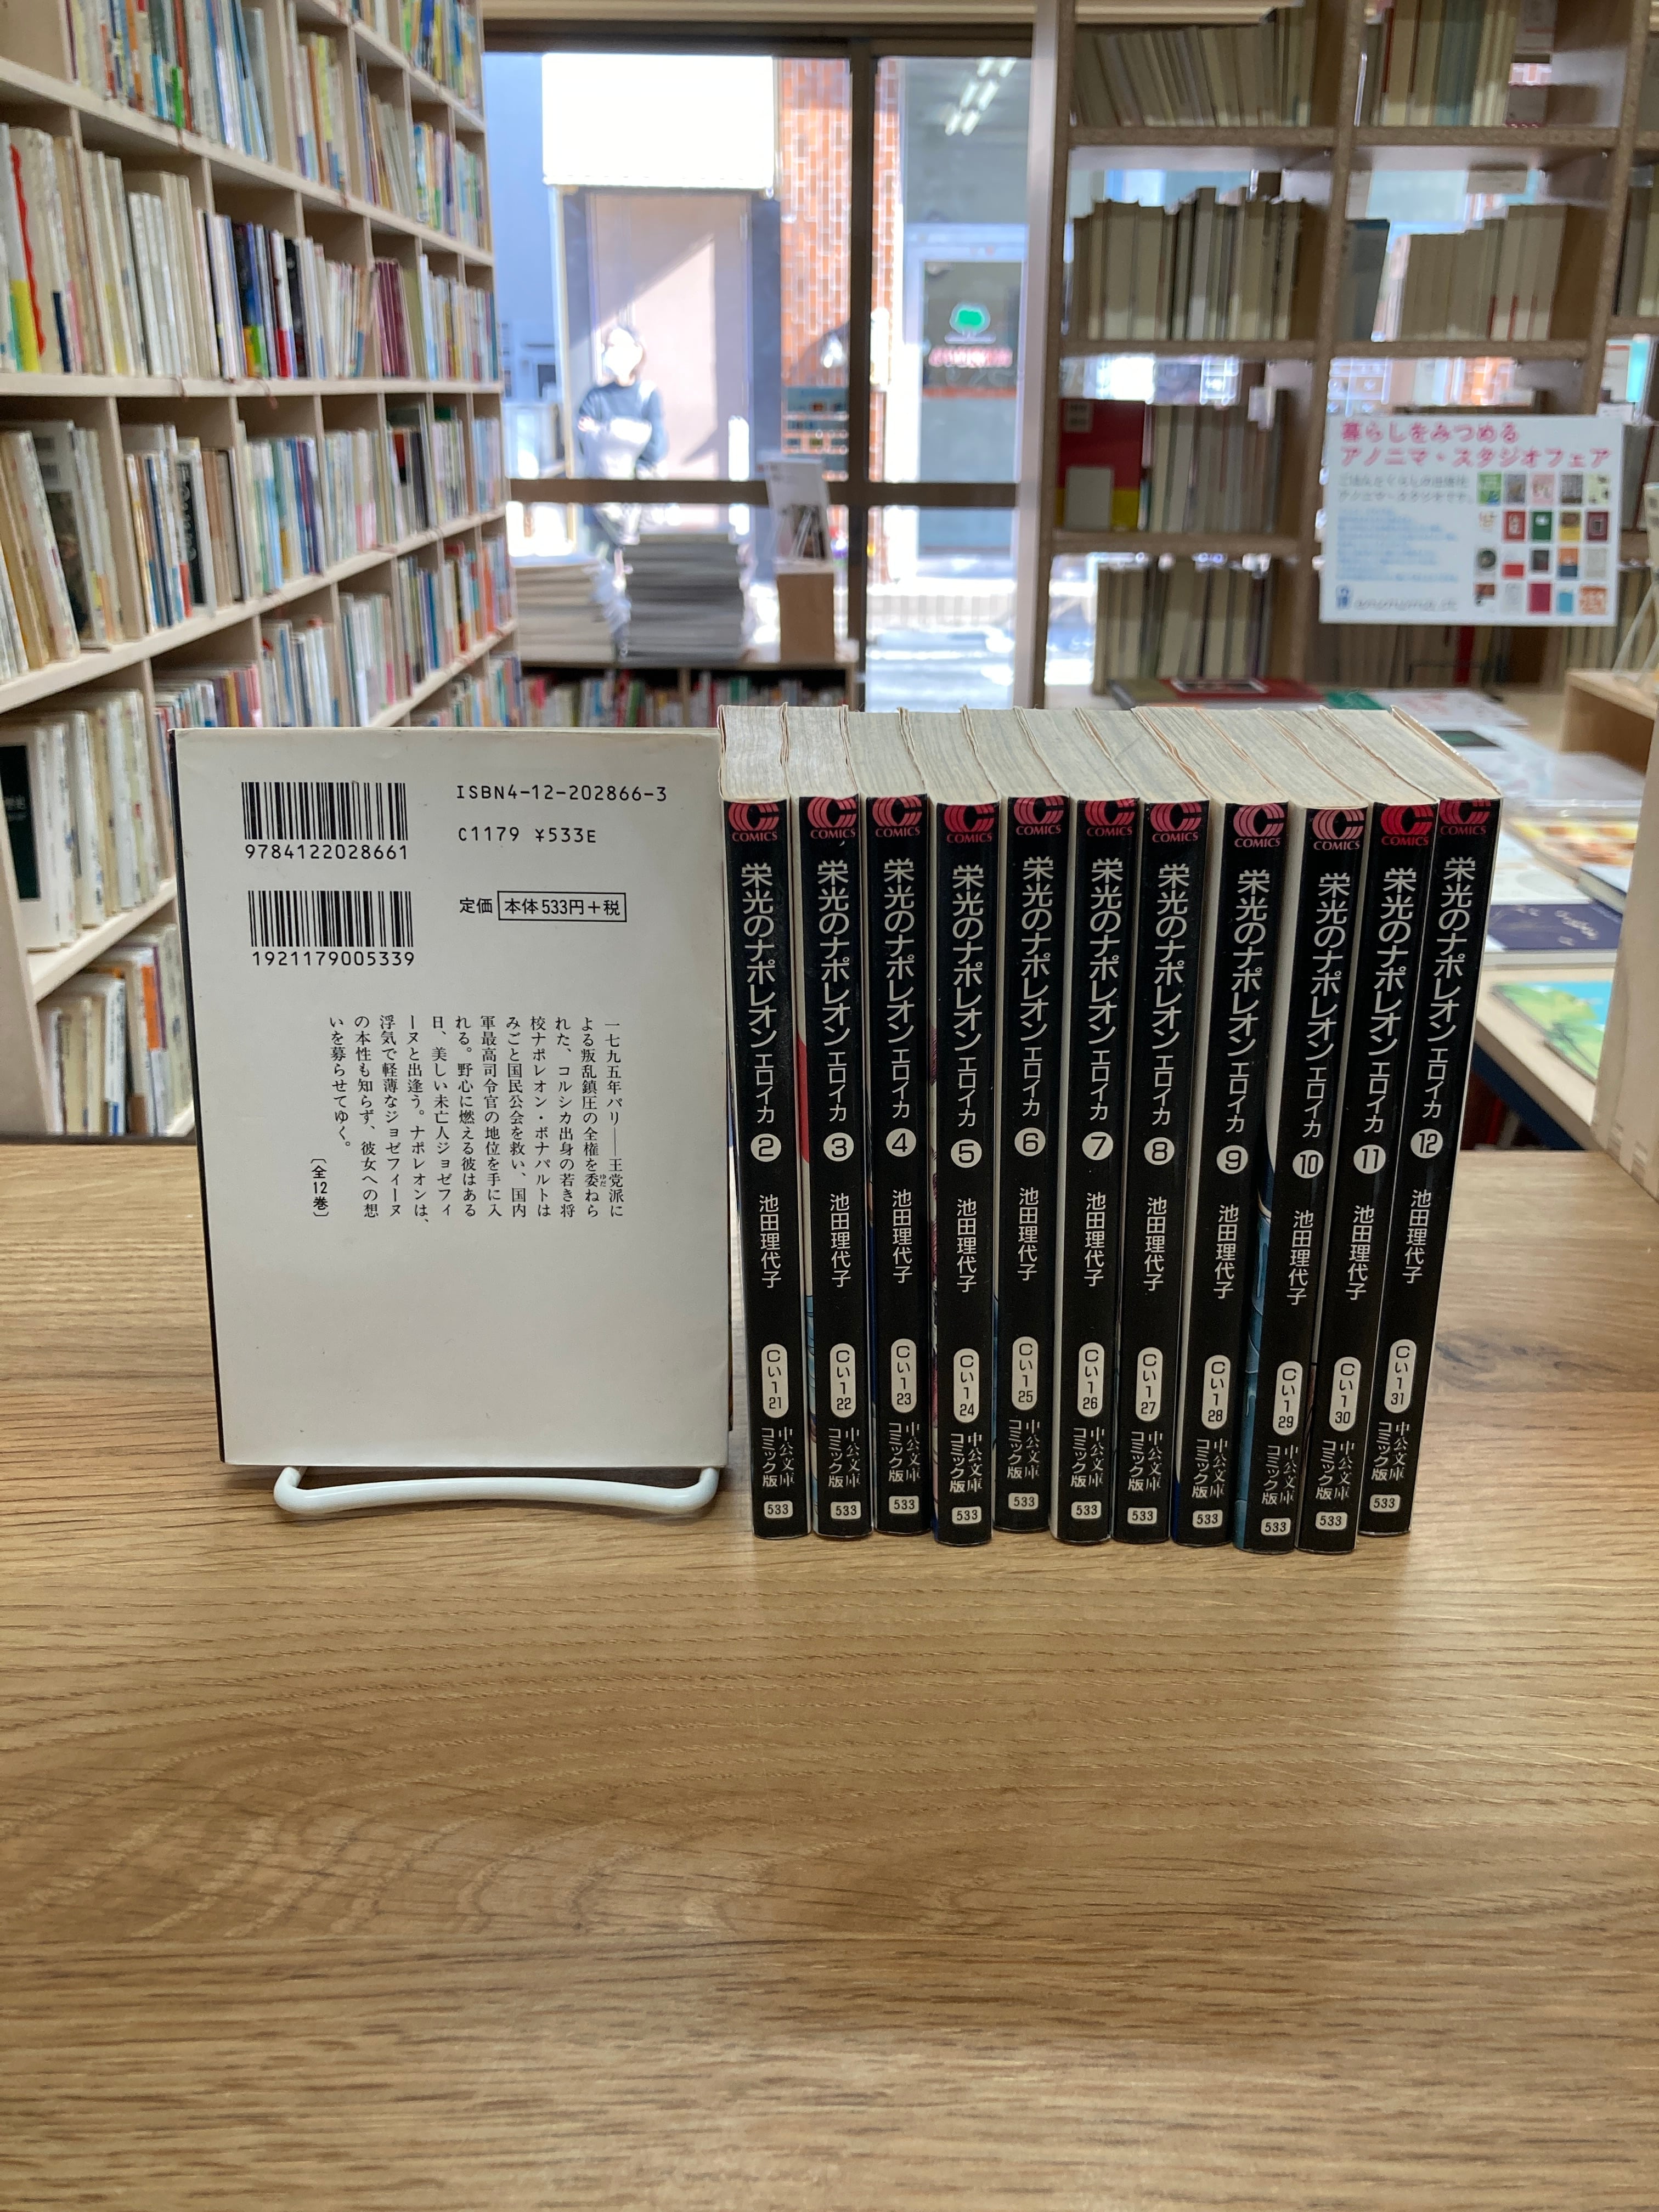 暮らしをみつめる
アノニマ・スタジオフェア
ISBN4-12-202866-3
C1179 ¥533E
9784122028661
定価 本体533円+税
1921179005339
一七九五年パリ——王党派に
よる叛乱鎮圧の全権を委ねら
れた、コルシカ出身の若き将
校ナポレオン・ボナパルトは
みごと国民公会を救い、国内
軍最高司令官の地位を手に入
れる。野心に燃える彼はある
日、美しい未亡人ジョゼフィ
ーヌと出逢う。ナポレオンは、
浮気で軽薄なジョゼフィーヌ
の本性も知らず、彼女への想
いを募らせてゆく。
〔全12巻〕
C COMICS 栄光のナポレオン エロイカ 2 池田理代子 Cい1 21 中公文庫 コミック版 533
C COMICS 栄光のナポレオン エロイカ 3 池田理代子 Cい1 22 中公文庫 コミック版 533
C COMICS 栄光のナポレオン エロイカ 4 池田理代子 Cい1 23 中公文庫 コミック版 533
C COMICS 栄光のナポレオン エロイカ 5 池田理代子 Cい1 24 中公文庫 コミック版 533
C COMICS 栄光のナポレオン エロイカ 6 池田理代子 Cい1 25 中公文庫 コミック版 533
C COMICS 栄光のナポレオン エロイカ 7 池田理代子 Cい1 26 中公文庫 コミック版 533
C COMICS 栄光のナポレオン エロイカ 8 池田理代子 Cい1 27 中公文庫 コミック版 533
C COMICS 栄光のナポレオン エロイカ 9 池田理代子 Cい1 28 中公文庫 コミック版 533
C COMICS 栄光のナポレオン エロイカ 10 池田理代子 Cい1 29 中公文庫 コミック版 533
C COMICS 栄光のナポレオン エロイカ 11 池田理代子 Cい1 30 中公文庫 コミック版 533
C COMICS 栄光のナポレオン エロイカ 12 池田理代子 Cい1 31 中公文庫 コミック版 533